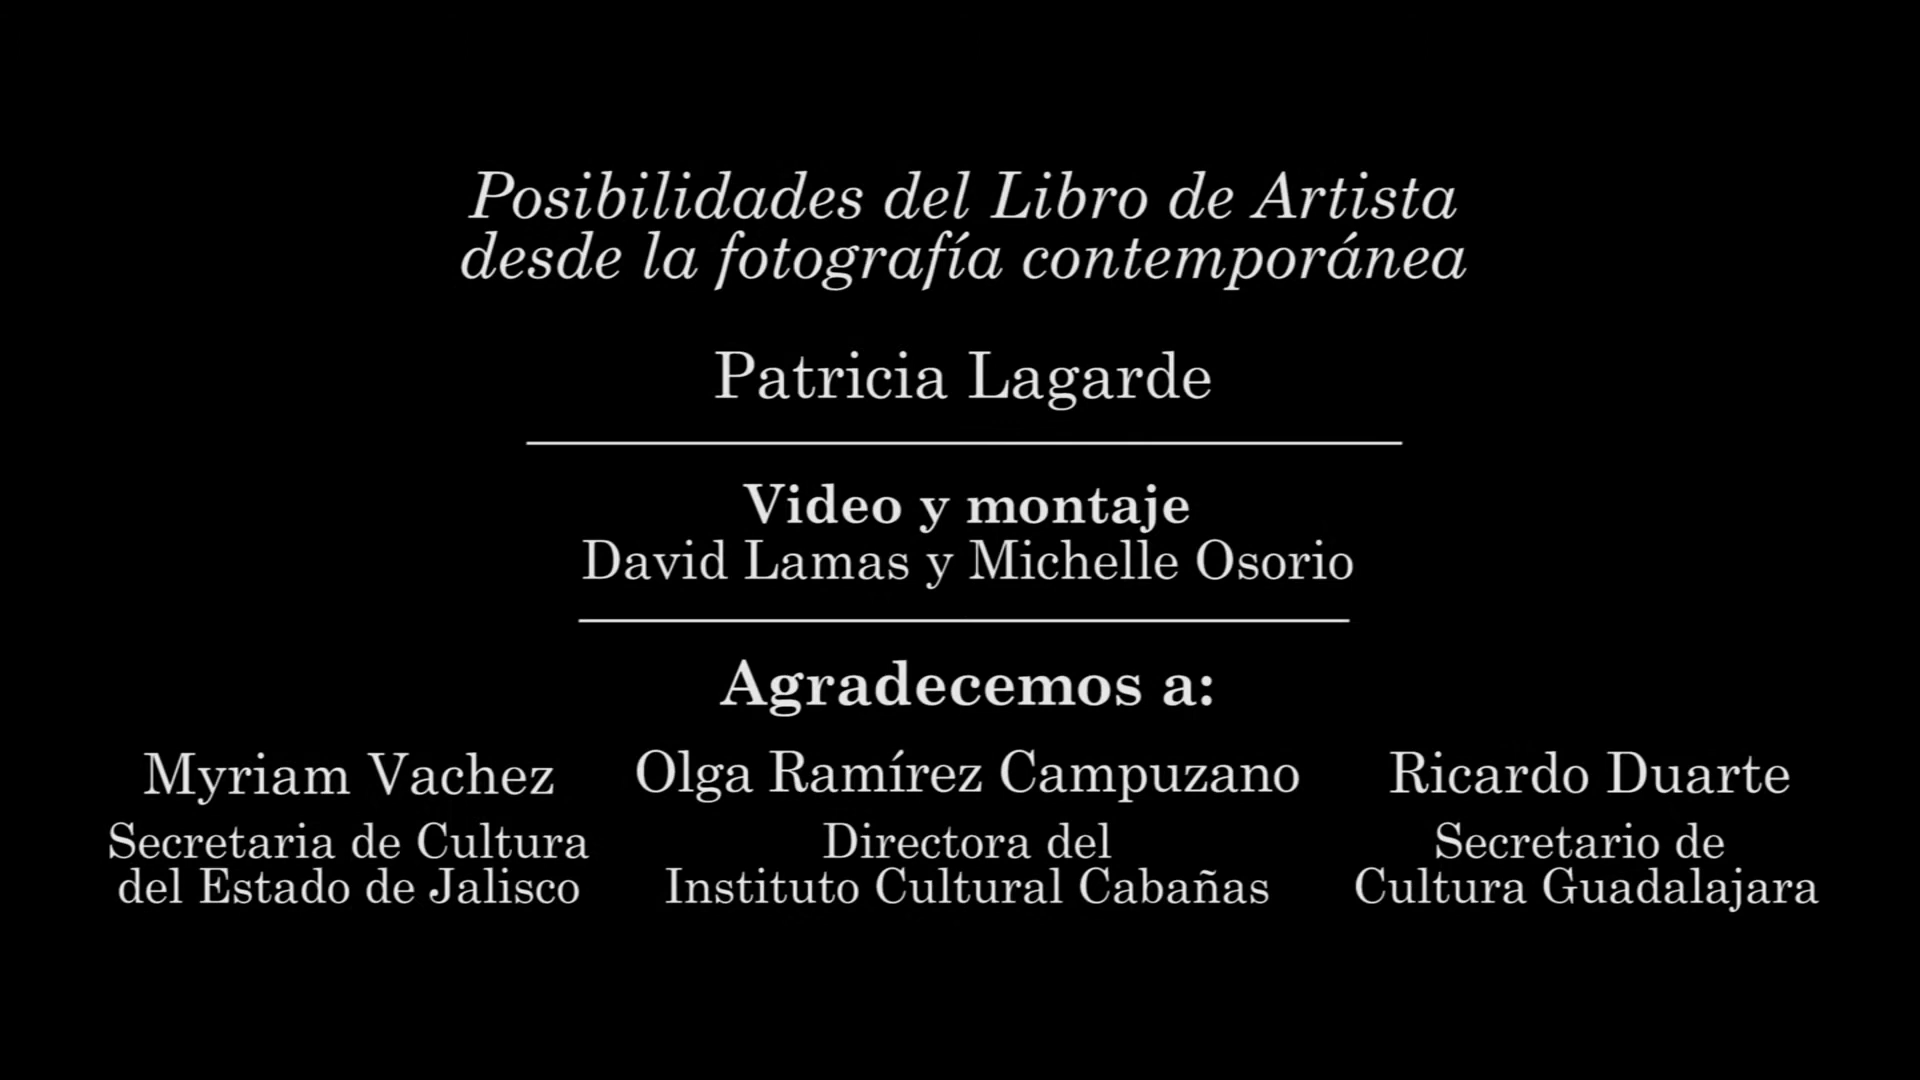 Posibilidades del Libro de Artista
desde la fotografía contemporánea
Patricia Lagarde
Video y montaje
David Lamas y Michelle Osorio
Agradecemos a:
Myriam Vachez
Secretaria de Cultura
del Estado de Jalisco
Olga Ramírez Campuzano
Directora del
Instituto Cultural Cabañas
Ricardo Duarte
Secretario de
Cultura Guadalajara